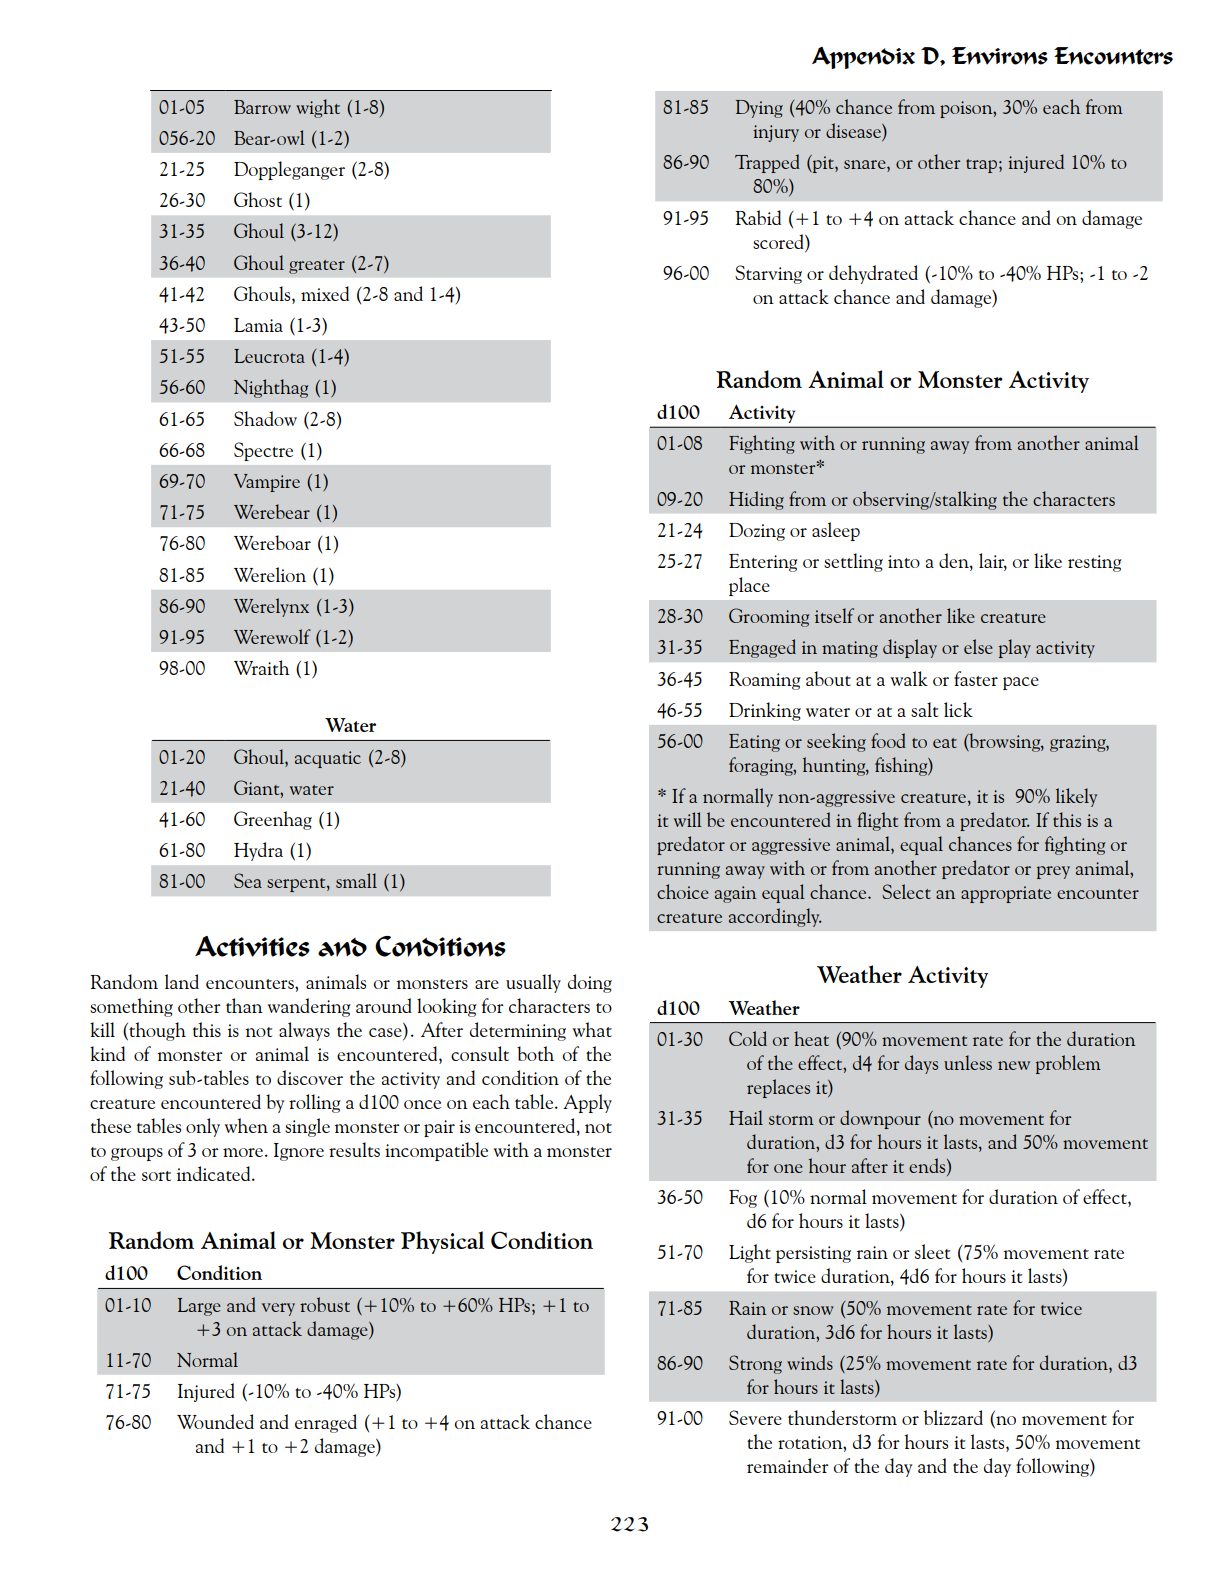 Appendix D. Environs Encounters
01-05 Barrow wight (1-8)
056-20 Bear-owl (1-2)
21-25 Doppleganger (2-8)
26-30 Ghost (1)
31-35 Ghoul (3-12)
36-40 Ghoul greater (2-7)
41-42 Ghouls, mixed (2-8 and 1-4)
43-50 Lamia (1-3)
51-55 Leucrota (1-4)
56-60 Nighthag (1)
61-65 Shadow (2-8)
66-68 Spectre (1)
69-70 Vampire (1)
71-75 Werebear (1)
76-80 Wereboar (1)
81-85 Werelion (1)
86-90 Werelynx (1-3)
91-95 Werewolf (1-2)
98-00 Wraith (1)
Water
01-20 Ghoul, acquatic (2-8)
21-40 Giant, water
41-60 Greenhag (1)
61-80 Hydra (1)
81-00 Sea serpent, small (1)
Activities and Conditions
Random land encounters, animals or monsters are usually doing
something other than wandering around looking for characters to
kill (though this is not always the case). After determining what
kind of monster or animal is encountered, consult both of the
following sub-tables to discover the activity and condition of the
creature encountered by rolling a d100 once on each table. Apply
these tables only when a single monster or pair is encountered, not
to groups of 3 or more. Ignore results incompatible with a monster
of the sort indicated.
Random Animal or Monster Physical Condition
d100 Condition
01-10 Large and very robust (+10% to +60% HPs; +1 to
+3 on attack damage)
11-70 Normal
71-75 Injured (-10% to -40% HPs)
76-80 Wounded and enraged (+1 to +4 on attack chance
and +1 to +2 damage)
81-85 Dying (40% chance from poison, 30% each from
injury or disease)
86-90 Trapped (pit, snare, or other trap; injured 10% to
80%)
91-95 Rabid (+1 to +4 on attack chance and on damage
scored)
96-00 Starving or dehydrated (-10% to -40% HPs; -1 to -2
on attack chance and damage)
Random Animal or Monster Activity
d100 Activity
01-08 Fighting with or running away from another animal
or monster*
09-20 Hiding from or observing/stalking the characters
21-24 Dozing or asleep
25-27 Entering or settling into a den, lair, or like resting
place
28-30 Grooming itself or another like creature
31-35 Engaged in mating display or else play activity
36-45 Roaming about at a walk or faster pace
46-55 Drinking water or at a salt lick
56-00 Eating or seeking food to eat (browsing, grazing,
foraging, hunting, fishing)
* If a normally non-aggressive creature, it is 90% likely
it will be encountered in flight from a predator. If this is a
predator or aggressive animal, equal chances for fighting or
running away with or from another predator or prey animal,
choice again equal chance. Select an appropriate encounter
creature accordingly.
Weather Activity
d100 Weather
01-30 Cold or heat (90% movement rate for the duration
of the effect, d4 for days unless new problem
replaces it)
31-35 Hail storm or downpour (no movement for
duration, d3 for hours it lasts, and 50% movement
for one hour after it ends)
36-50 Fog (10% normal movement for duration of effect,
d6 for hours it lasts)
51-70 Light persisting rain or sleet (75% movement rate
for twice duration, 4d6 for hours it lasts)
71-85 Rain or snow (50% movement rate for twice
duration, 3d6 for hours it lasts)
86-90 Strong winds (25% movement rate for duration, d3
for hours it lasts)
91-00 Severe thunderstorm or blizzard (no movement for
the rotation, d3 for hours it lasts, 50% movement
remainder of the day and the day following)
223